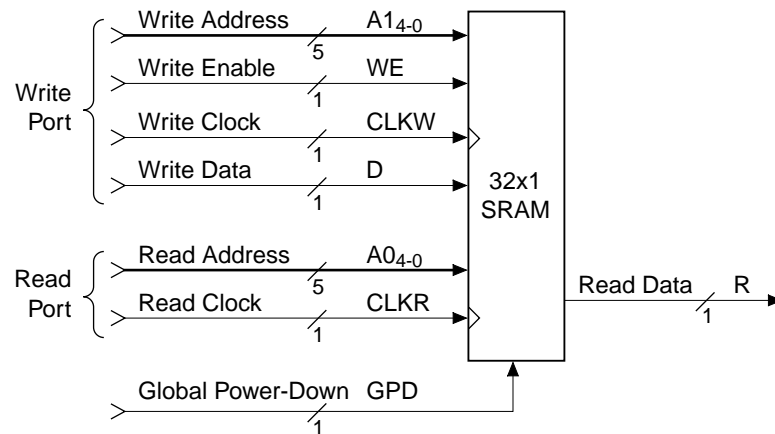 Write Address A1₄₋₀
5
Write Enable WE
1
Write Port
Write Clock CLKW
1
Write Data D
1
32x1 SRAM
Read Address A0₄₋₀
5
Read Port
Read Clock CLKR
1
Read Data R
1
Global Power-Down GPD
1